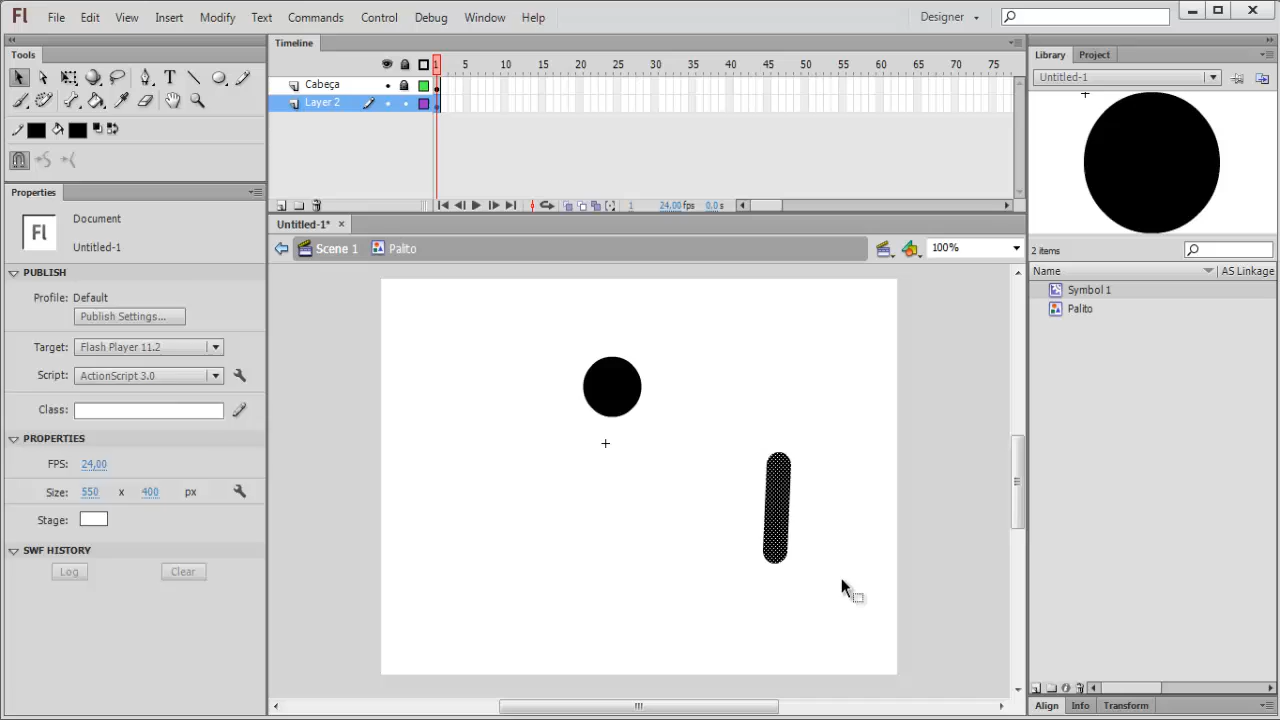 Fl File Edit View Insert Modify Text Commands Control Debug Window Help Designer
Tools
Timeline
Library Project
1 5 10 15 20 25 30 35 40 45 50 55 60 65 70 75
Untitled-1
Cabeça
Layer 2
1 24,00 fps 0.0 s
Properties
Untitled-1*
Fl Document
Untitled-1
Scene 1 Palito 100%
2 items
Name AS Linkage
Symbol 1
Palito
PUBLISH
Profile: Default
Publish Settings...
Target: Flash Player 11.2
Script: ActionScript 3.0
Class:
PROPERTIES
FPS: 24,00
Size: 550 x 400 px
Stage:
SWF HISTORY
Log Clear
Align Info Transform